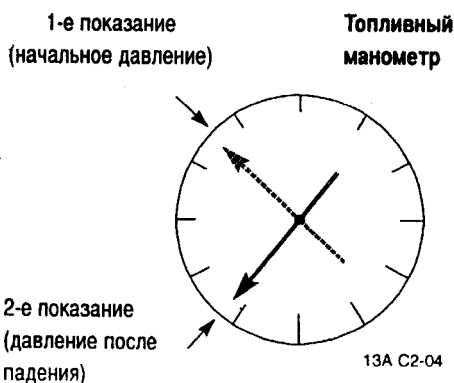 1-е показание
(начальное давление)
Топливный
манометр
2-е показание
(давление после
падения)
13A C2-04